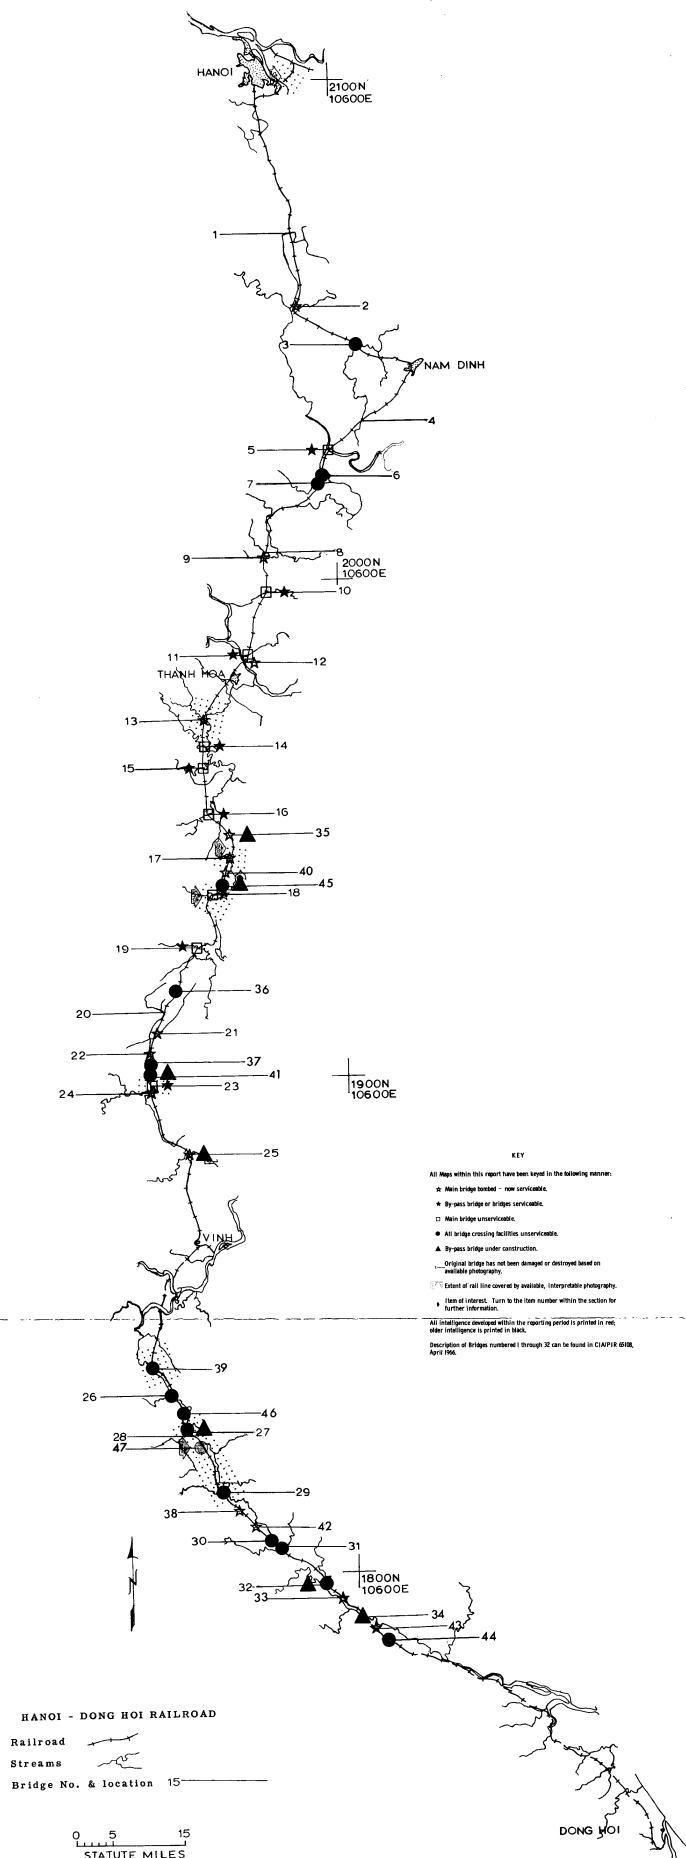 HANOI
2100N
10600E
1
2
3
NAM DINH
4
5
6
7
8
9
2000N
10600E
10
11
12
THANH HOA
13
14
15
16
35
17
40
45
18
19
36
20
21
22
37
41
23
24
1900N
10600E
25
VINH
KEY
All Maps within this report have been keyed in the following manner:
Main bridge bombed - now serviceable.
By-pass bridge or bridges serviceable.
Main bridge unserviceable.
All bridge crossing facilities unserviceable.
By-pass bridge under construction.
Original bridge has not been damaged or destroyed based on
available photography.
Extent of rail line covered by available, interpretable photography.
Item of interest. Turn to the item number within the section for
further information.
All intelligence developed within the reporting period is printed in red;
older intelligence is printed in black.
Description of Bridges numbered 1 through 32 can be found in CIA/PIR 65108,
April 1966.
39
26
46
27
28
47
29
38
42
30
31
1800N
10600E
32
33
34
43
44
N
HANOI - DONG HOI RAILROAD
Railroad
Streams
Bridge No. & location 15
0 5 15
STATUTE MILES
DONG HOI